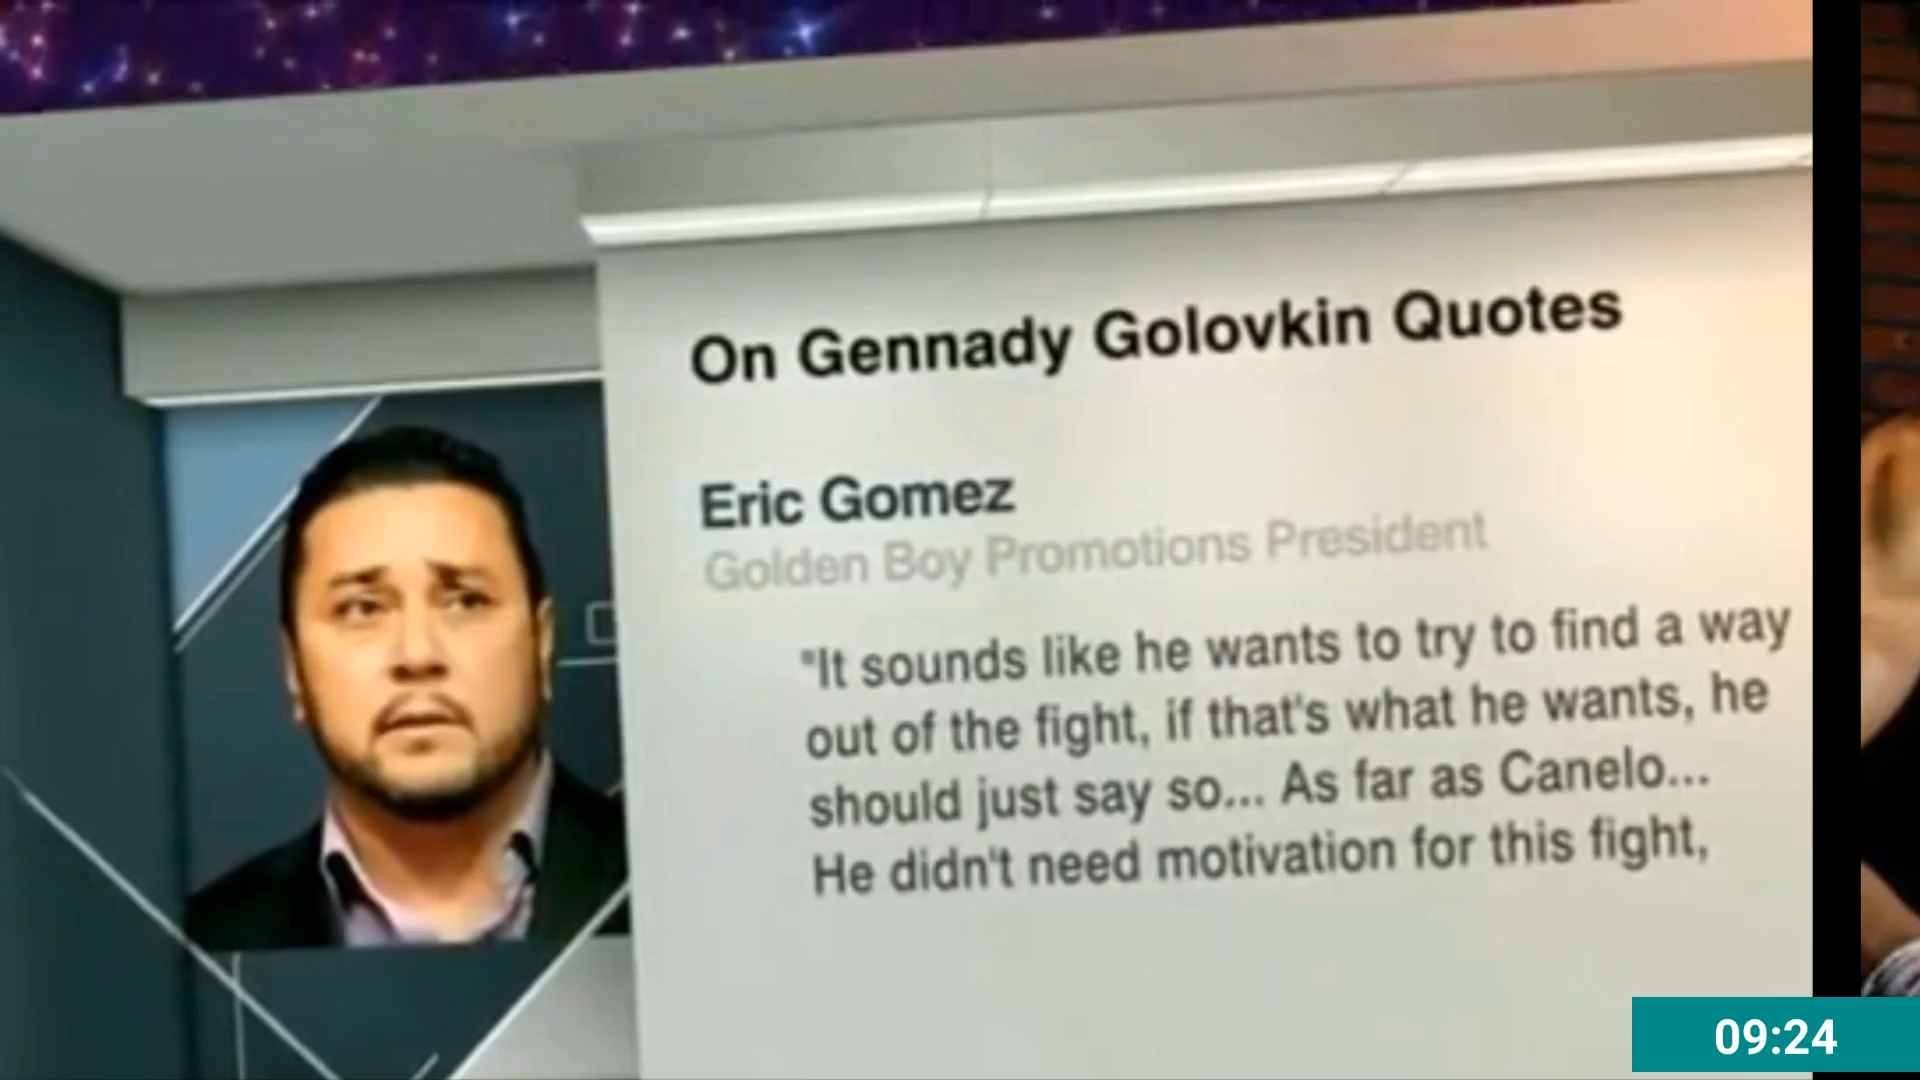 On Gennady Golovkin Quotes
Eric Gomez
Golden Boy Promotions President
"It sounds like he wants to try to find a way
out of the fight, if that's what he wants, he
should just say so... As far as Canelo...
He didn't need motivation for this fight,
09:24